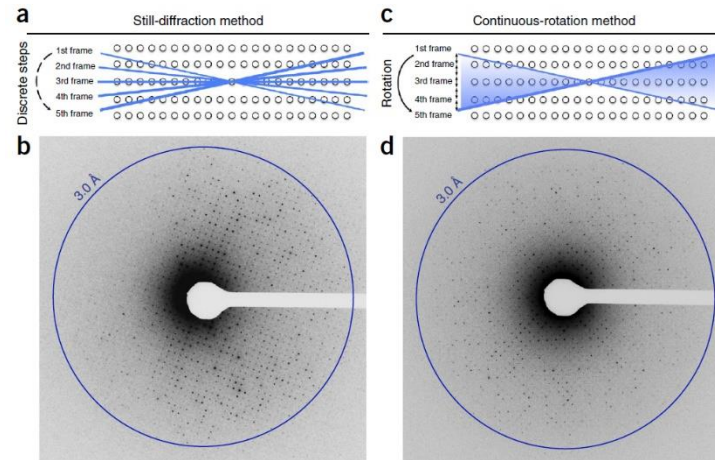 a
Still-diffraction method
Discrete steps
1st frame
2nd frame
3rd frame
4th frame
5th frame
b
3.0 Å
c
Continuous-rotation method
Rotation
1st frame
2nd frame
3rd frame
4th frame
5th frame
d
3.0 Å